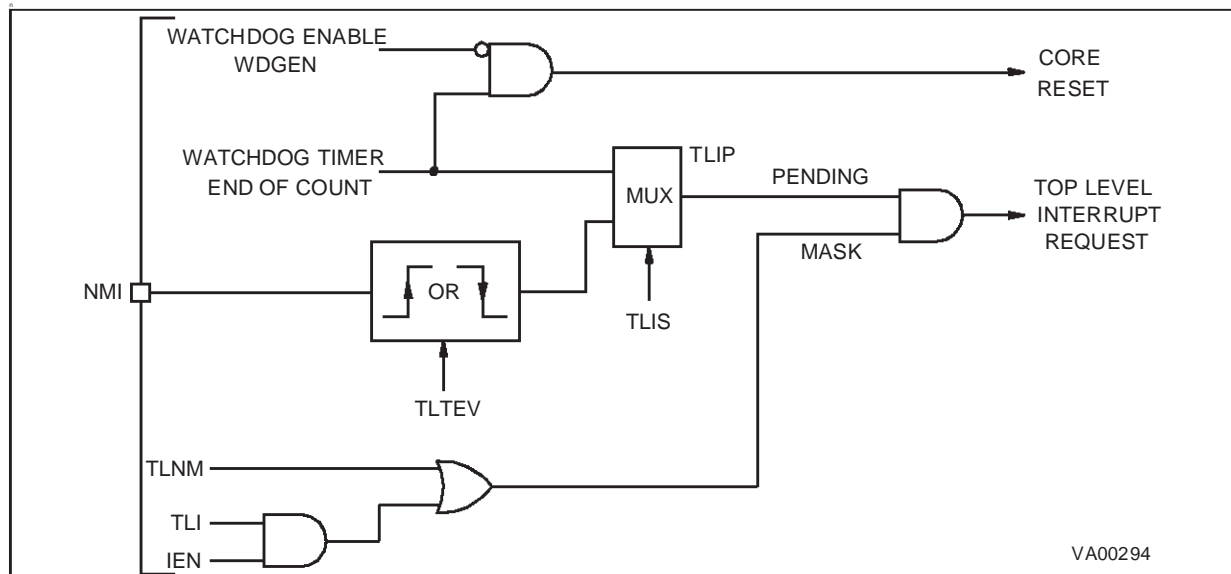 WATCHDOG ENABLE
WDGEN
CORE
RESET
WATCHDOG TIMER
END OF COUNT
TLIP
MUX
PENDING
TOP LEVEL
INTERRUPT
REQUEST
MASK
NMI
OR
TLIS
TLTEV
TLNM
TLI
IEN
VA00294